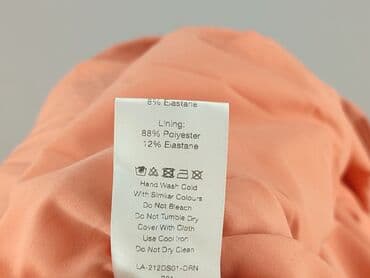 8% Elastane
Lining:
88% Polyester
12% Elastane
Hand Wash Cold
With Similar Colours
Do Not Bleach
Do Not Tumble Dry
Cover With Cloth
Use Cool Iron
Do Not Dry Clean
LA-212DS01-DRN